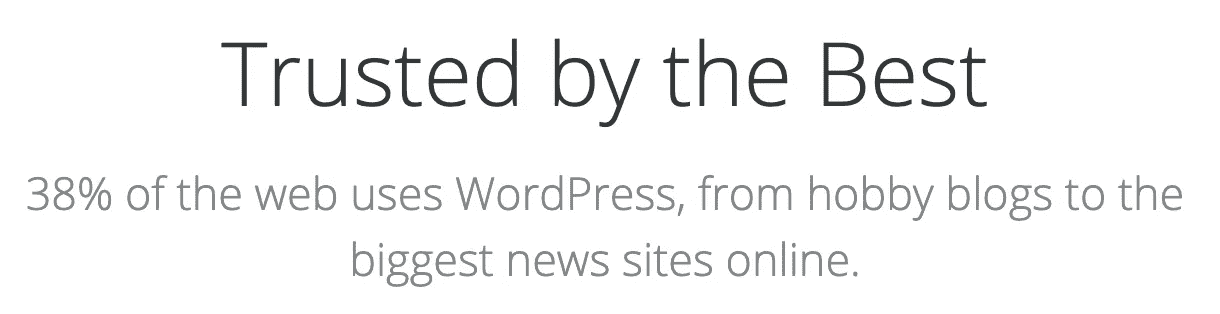 Trusted by the Best
38% of the web uses WordPress, from hobby blogs to the
biggest news sites online.